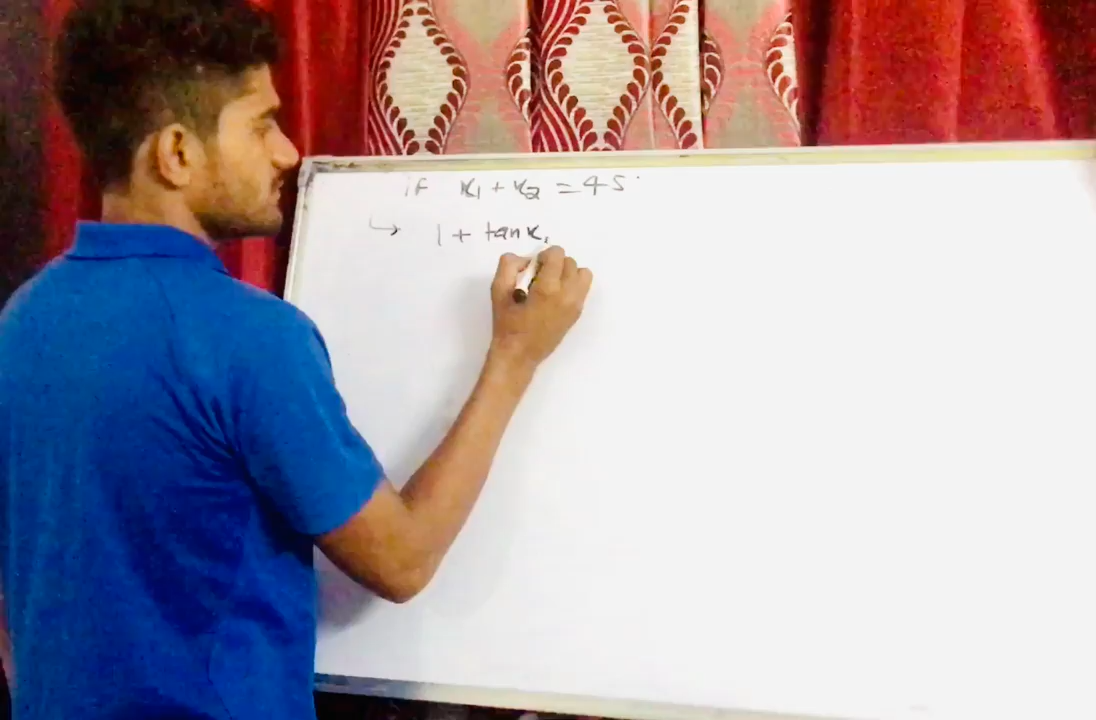 if x₁ + x₂ = 45°
↳ 1 + tan x₁